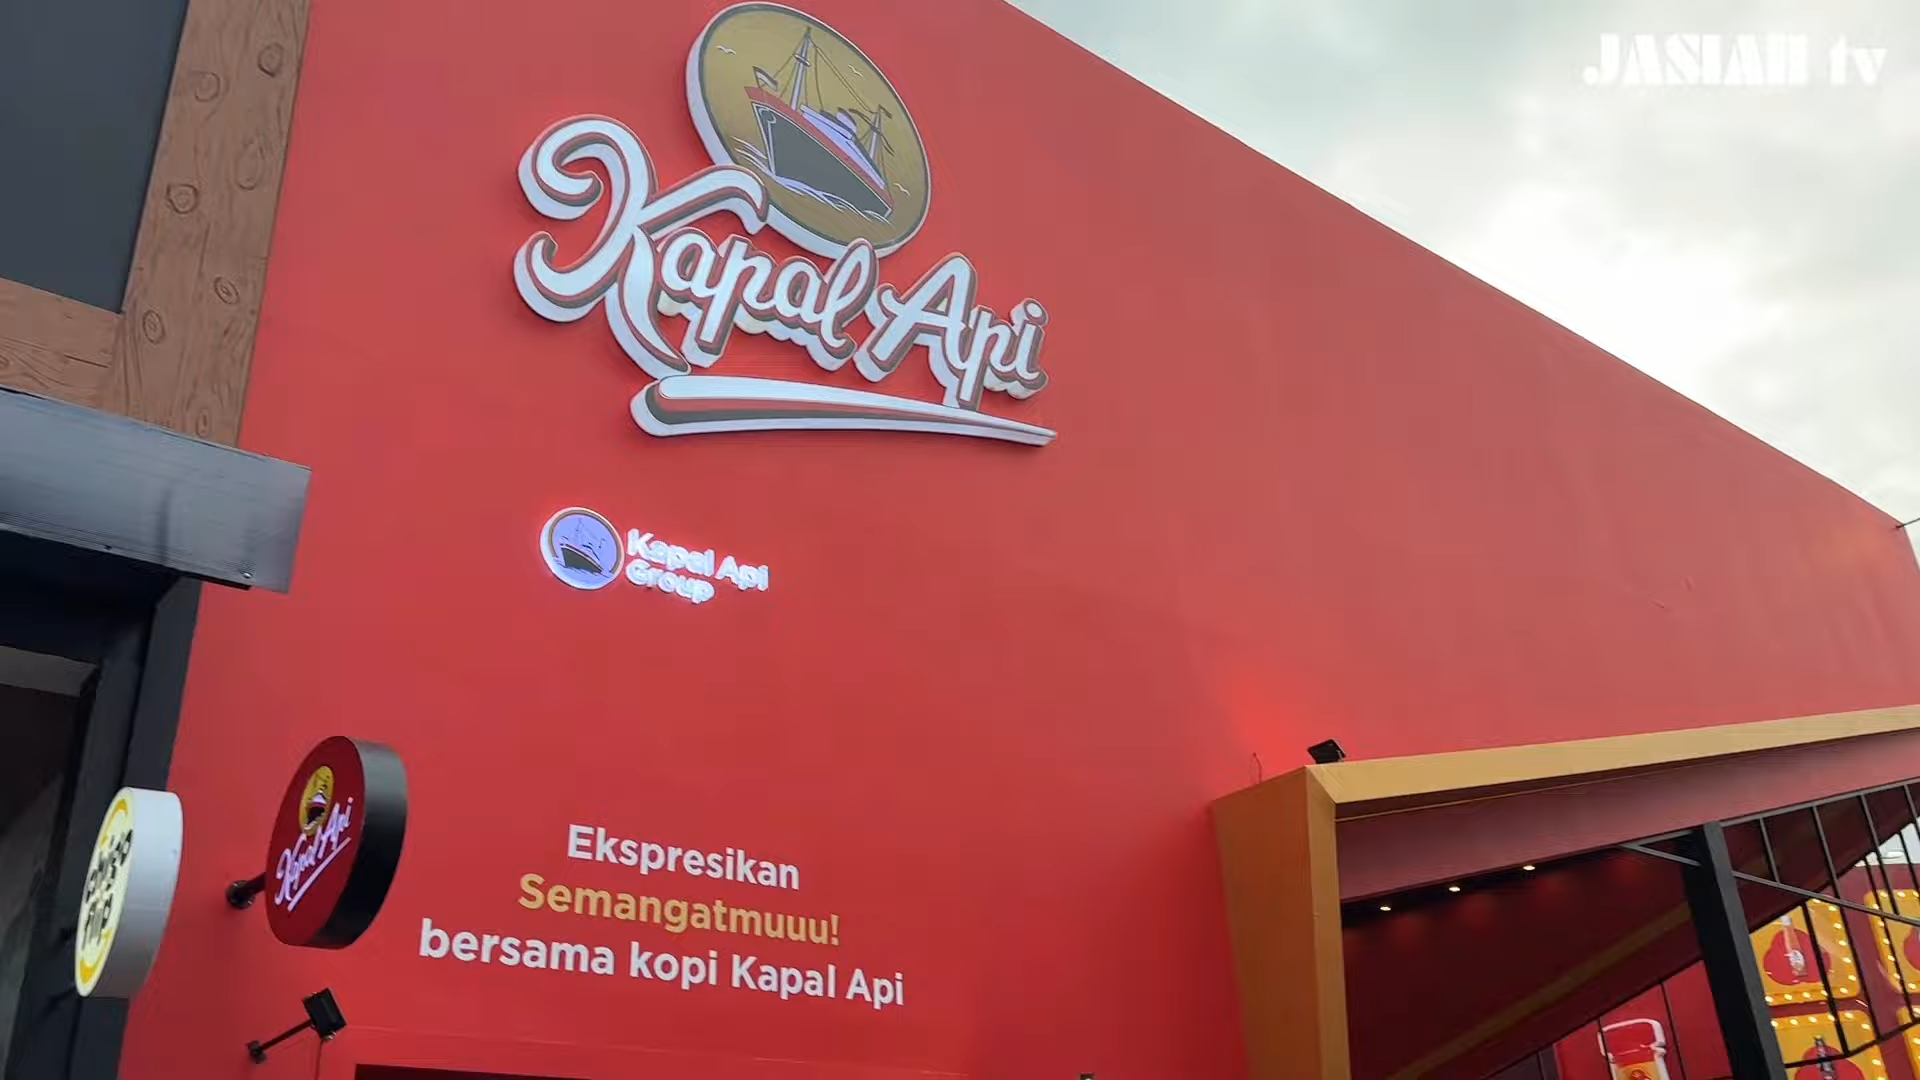 JASIAH tv
Kapal Api
Kapal Api
Group
Kapal Api
Ekspresikan
Semangatmuuu!
bersama kopi Kapal Api